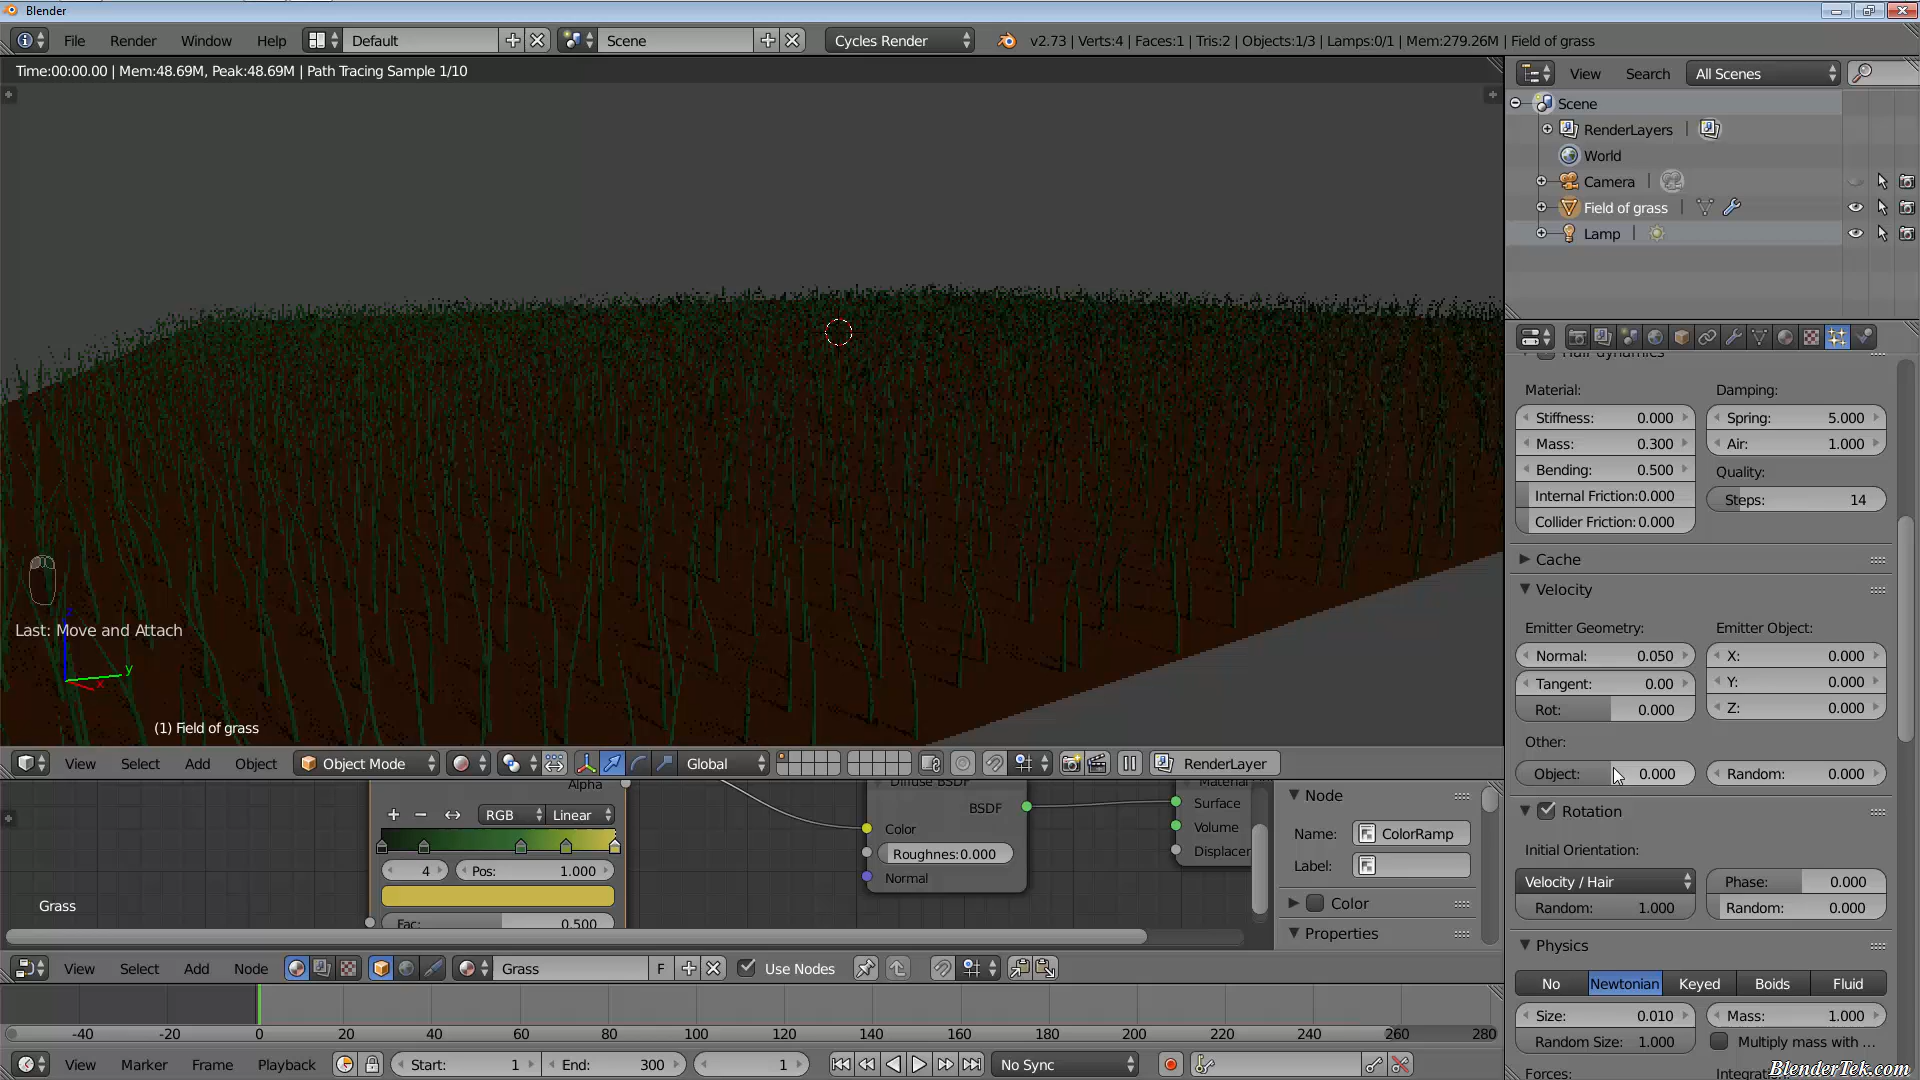 Blender
File Render Window Help Default Scene Cycles Render v2.73 | Verts:4 | Faces:1 | Tris:2 | Objects:1/3 | Lamps:0/1 | Mem:279.26M | Field of grass
Time:00:00.00 | Mem:48.69M, Peak:48.69M | Path Tracing Sample 1/10
View Search All Scenes
Scene
RenderLayers |
World
Camera |
Field of grass |
Lamp |
Hair dynamics
Material: Damping:
Stiffness: 0.000 Spring: 5.000
Mass: 0.300 Air: 1.000
Bending: 0.500 Quality:
Internal Friction:0.000 Steps: 14
Collider Friction: 0.000
Cache
Velocity
Emitter Geometry: Emitter Object:
Normal: 0.050 X: 0.000
Tangent: 0.00 Y: 0.000
Rot: 0.000 Z: 0.000
Other:
Object: 0.000 Random: 0.000
Rotation
Initial Orientation:
Velocity / Hair Phase: 0.000
Random: 1.000 Random: 0.000
Physics
No Newtonian Keyed Boids Fluid
Size: 0.010 Mass: 1.000
Random Size: 1.000 Multiply mass with ...
Forces: Integration:
BlenderTek.com
Last: Move and Attach
y
x
(1) Field of grass
View Select Add Object Object Mode Global RenderLayer
Alpha
RGB Linear
4 Pos: 1.000
Fac: 0.500
Grass
Diffuse BSDF
BSDF
Color
Roughnes:0.000
Normal
Material
Surface
Volume
Displacer
Node
Name: ColorRamp
Label:
Color
Properties
View Select Add Node Grass F Use Nodes
-40 -20 0 20 40 60 80 100 120 140 160 180 200 220 240 260 280
View Marker Frame Playback Start: 1 End: 300 1 No Sync